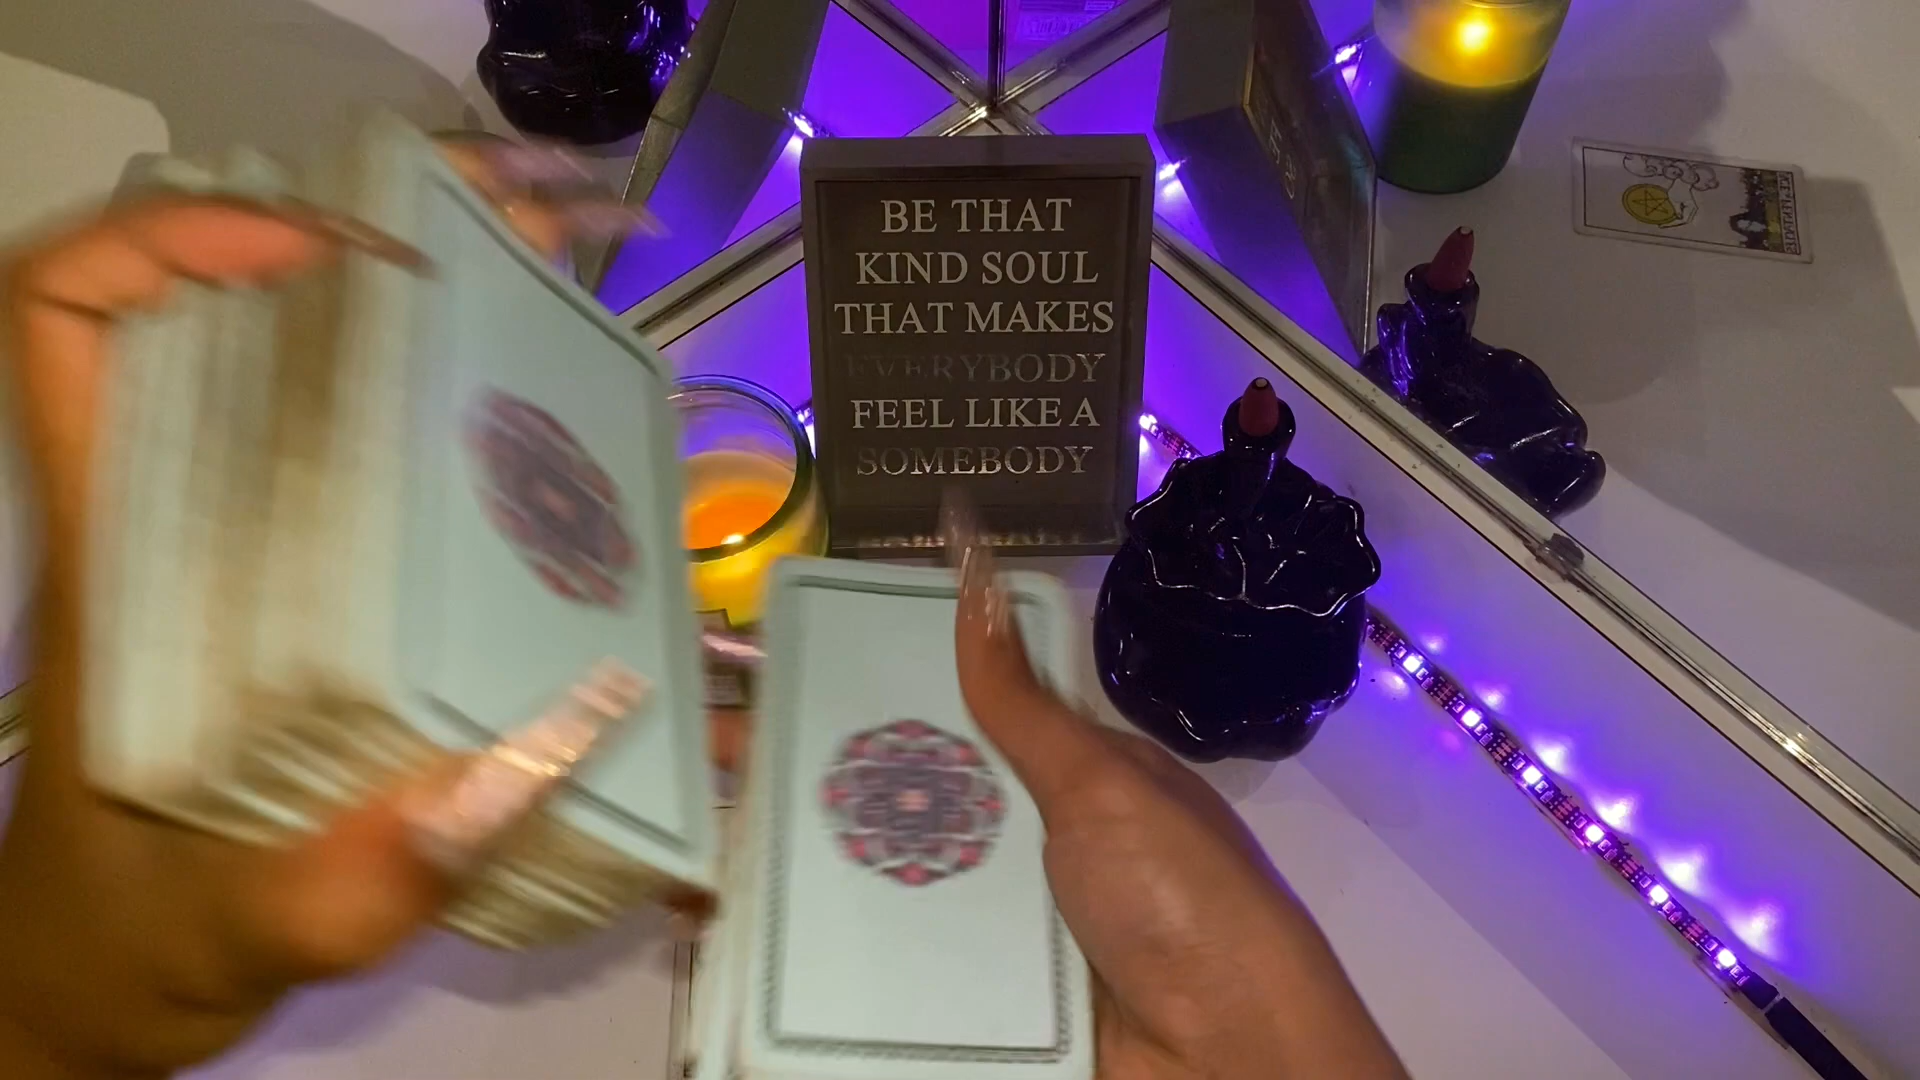 BE THAT
KIND SOUL
THAT MAKES
EVERYBODY
FEEL LIKE A
SOMEBODY